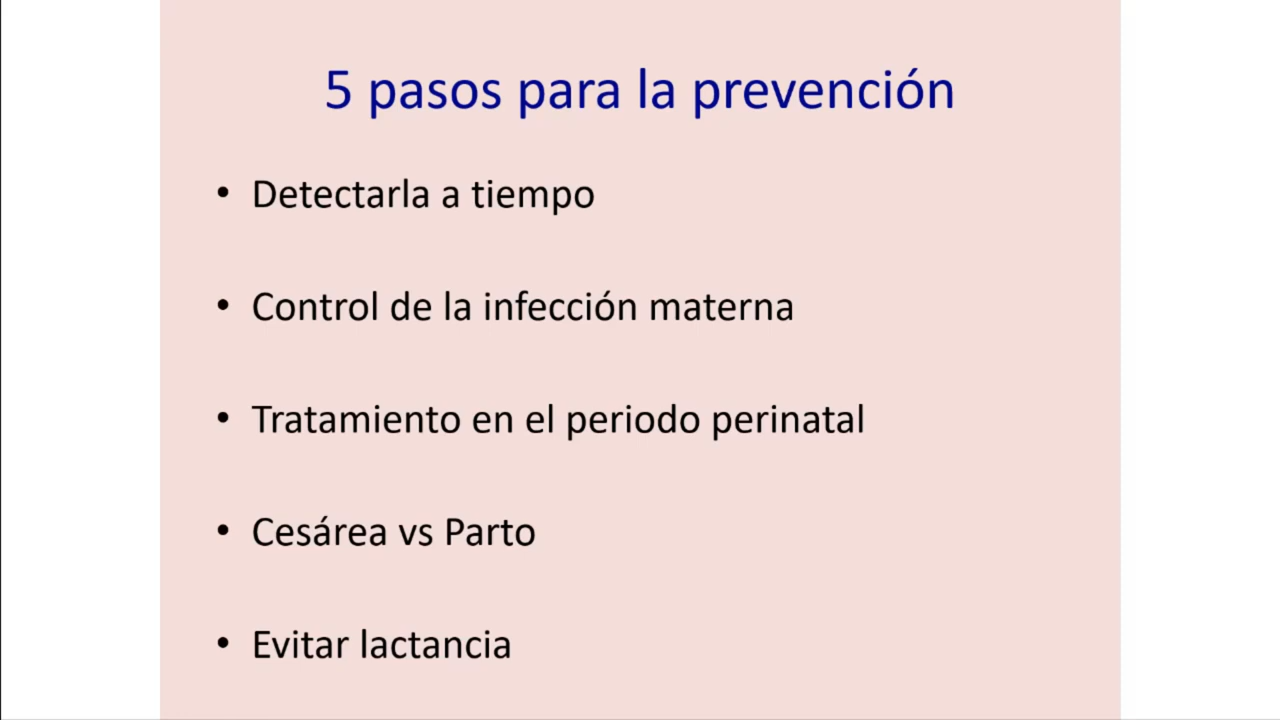 5 pasos para la prevención
• Detectarla a tiempo
• Control de la infección materna
• Tratamiento en el periodo perinatal
• Cesárea vs Parto
• Evitar lactancia